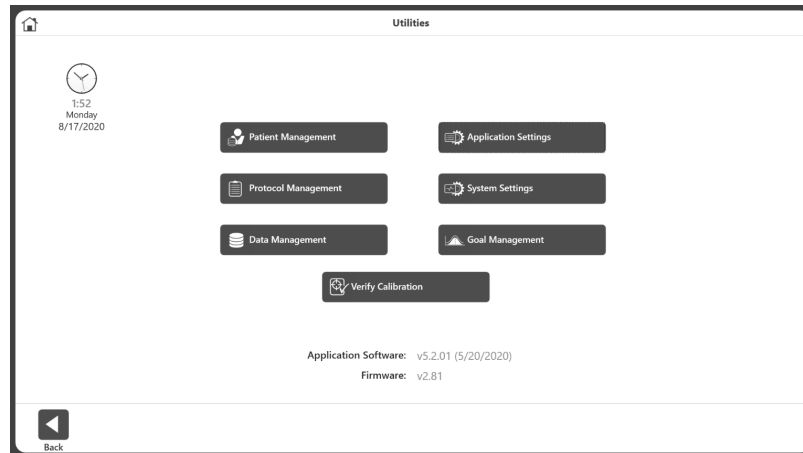 Utilities
1:52
Monday
8/17/2020
Patient Management
Application Settings
Protocol Management
System Settings
Data Management
Goal Management
Verify Calibration
Application Software: v5.2.01 (5/20/2020)
Firmware: v2.81
Back